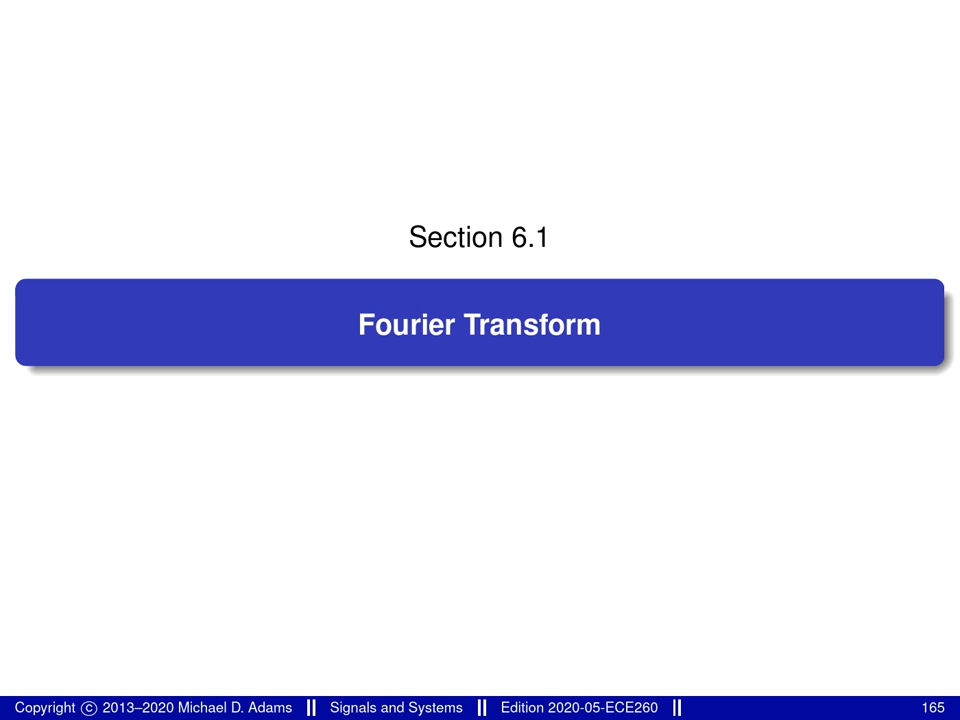 Section 6.1
Fourier Transform
Copyright © 2013–2020 Michael D. Adams Signals and Systems Edition 2020-05-ECE260 165